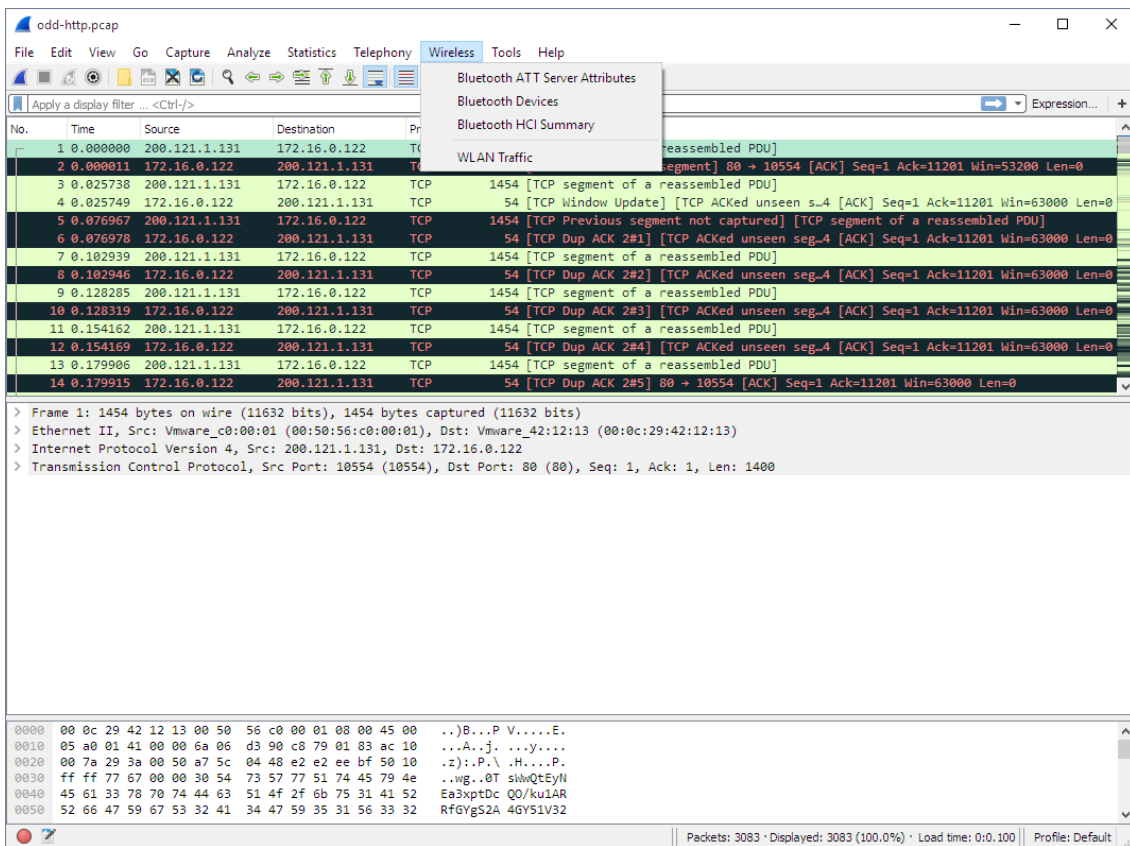 odd-http.pcap
File Edit View Go Capture Analyze Statistics Telephony Wireless Tools Help
Bluetooth ATT Server Attributes
Bluetooth Devices
Bluetooth HCI Summary
WLAN Traffic
Apply a display filter ... <Ctrl-/> Expression... +
No. Time Source Destination Pr
1 0.000000 200.121.1.131 172.16.0.122 TC reassembled PDU]
2 0.000011 172.16.0.122 200.121.1.131 TC segment] 80 → 10554 [ACK] Seq=1 Ack=11201 Win=53200 Len=0
3 0.025738 200.121.1.131 172.16.0.122 TCP 1454 [TCP segment of a reassembled PDU]
4 0.025749 172.16.0.122 200.121.1.131 TCP 54 [TCP Window Update] [TCP ACKed unseen s…4 [ACK] Seq=1 Ack=11201 Win=63000 Len=0
5 0.076967 200.121.1.131 172.16.0.122 TCP 1454 [TCP Previous segment not captured] [TCP segment of a reassembled PDU]
6 0.076978 172.16.0.122 200.121.1.131 TCP 54 [TCP Dup ACK 2#1] [TCP ACKed unseen seg…4 [ACK] Seq=1 Ack=11201 Win=63000 Len=0
7 0.102939 200.121.1.131 172.16.0.122 TCP 1454 [TCP segment of a reassembled PDU]
8 0.102946 172.16.0.122 200.121.1.131 TCP 54 [TCP Dup ACK 2#2] [TCP ACKed unseen seg…4 [ACK] Seq=1 Ack=11201 Win=63000 Len=0
9 0.128285 200.121.1.131 172.16.0.122 TCP 1454 [TCP segment of a reassembled PDU]
10 0.128319 172.16.0.122 200.121.1.131 TCP 54 [TCP Dup ACK 2#3] [TCP ACKed unseen seg…4 [ACK] Seq=1 Ack=11201 Win=63000 Len=0
11 0.154162 200.121.1.131 172.16.0.122 TCP 1454 [TCP segment of a reassembled PDU]
12 0.154169 172.16.0.122 200.121.1.131 TCP 54 [TCP Dup ACK 2#4] [TCP ACKed unseen seg…4 [ACK] Seq=1 Ack=11201 Win=63000 Len=0
13 0.179906 200.121.1.131 172.16.0.122 TCP 1454 [TCP segment of a reassembled PDU]
14 0.179915 172.16.0.122 200.121.1.131 TCP 54 [TCP Dup ACK 2#5] 80 → 10554 [ACK] Seq=1 Ack=11201 Win=63000 Len=0
> Frame 1: 1454 bytes on wire (11632 bits), 1454 bytes captured (11632 bits)
> Ethernet II, Src: Vmware_c0:00:01 (00:50:56:c0:00:01), Dst: Vmware_42:12:13 (00:0c:29:42:12:13)
> Internet Protocol Version 4, Src: 200.121.1.131, Dst: 172.16.0.122
> Transmission Control Protocol, Src Port: 10554 (10554), Dst Port: 80 (80), Seq: 1, Ack: 1, Len: 1400
0000 00 0c 29 42 12 13 00 50 56 c0 00 01 08 00 45 00 ..)B...P V.....E.
0010 05 a0 01 41 00 00 6a 06 d3 90 c8 79 01 83 ac 10 ...A..j. ...y....
0020 00 7a 29 3a 00 50 a7 5c 04 48 e2 e2 ee bf 50 10 .z):.P.\ .H....P.
0030 ff ff 77 67 00 00 30 54 73 57 77 51 74 45 79 4e ..wg..0T sWwQtEyN
0040 45 61 33 78 70 74 44 63 51 4f 2f 6b 75 31 41 52 Ea3xptDc QO/ku1AR
0050 52 66 47 59 67 53 32 41 34 47 59 35 31 56 33 32 RfGYgS2A 4GY51V32
Packets: 3083 · Displayed: 3083 (100.0%) · Load time: 0:0.100 Profile: Default